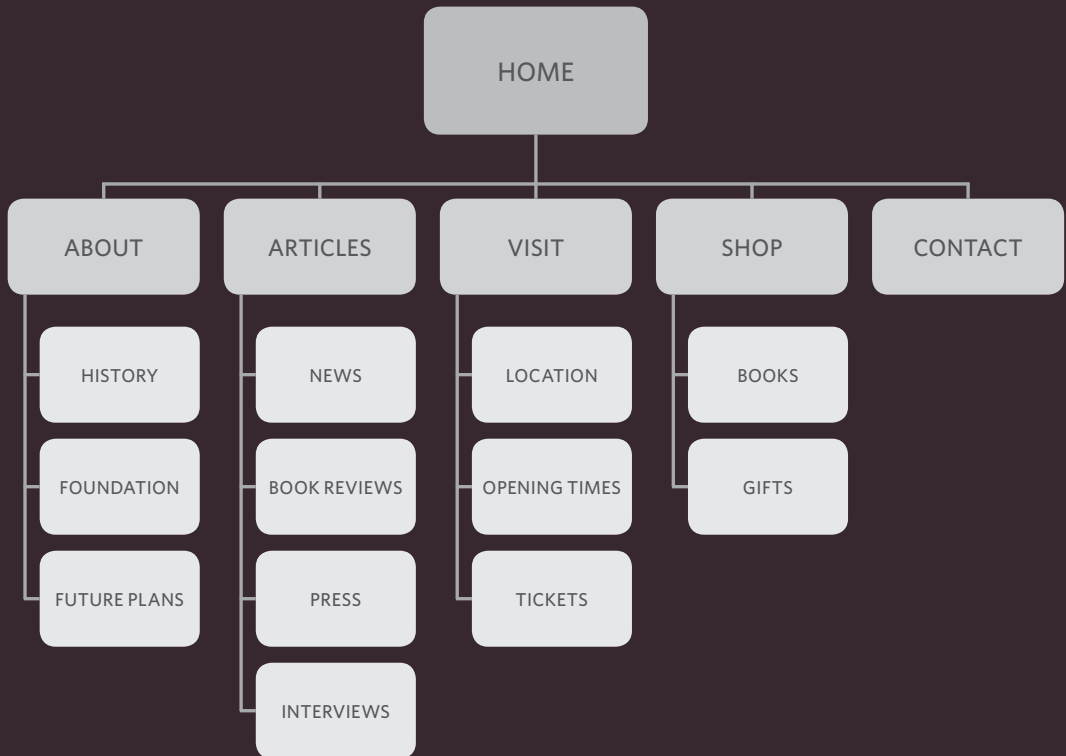 HOME
ABOUT
ARTICLES
VISIT
SHOP
CONTACT
HISTORY
NEWS
LOCATION
BOOKS
FOUNDATION
BOOK REVIEWS
OPENING TIMES
GIFTS
FUTURE PLANS
PRESS
TICKETS
INTERVIEWS